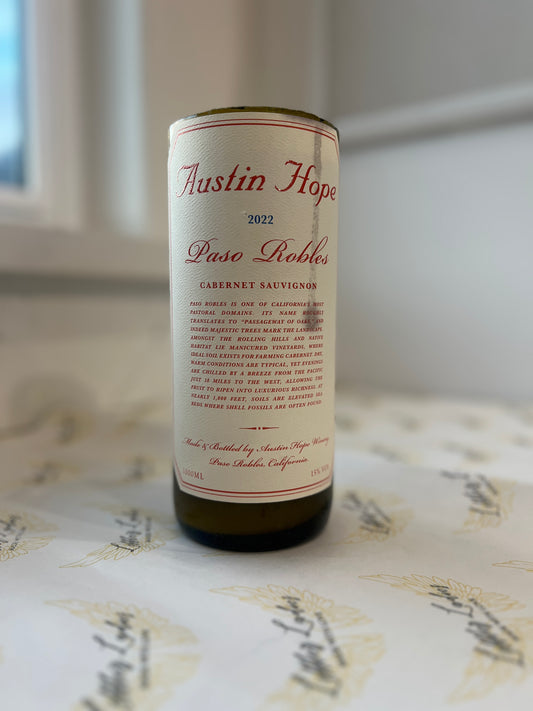 Austin Hope
2022
Paso Robles
CABERNET SAUVIGNON
PASO ROBLES IS ONE OF CALIFORNIA'S MOST
PASTORAL DOMAINS. ITS NAME ROUGHLY
TRANSLATES TO "PASSAGEWAY OF OAKS," AND
INDEED MAJESTIC TREES MARK THE LANDSCAPE.
AMONGST THE ROLLING HILLS AND NATIVE
HABITAT LIE MANICURED VINEYARDS, WHERE
IDEAL SOIL EXISTS FOR FARMING CABERNET. DRY,
WARM CONDITIONS ARE TYPICAL, YET EVENINGS
ARE CHILLED BY A BREEZE FROM THE PACIFIC
JUST 20 MILES TO THE WEST, ALLOWING THE
FRUIT TO RIPEN INTO LUXURIOUS RICHNESS. AT
NEARLY 1,000 FEET, SOILS ARE ELEVATED SEA
BEDS WHERE SHELL FOSSILS ARE OFTEN FOUND.
Made & Bottled by Austin Hope Winery
Paso Robles, California
1000ML 15% VOL